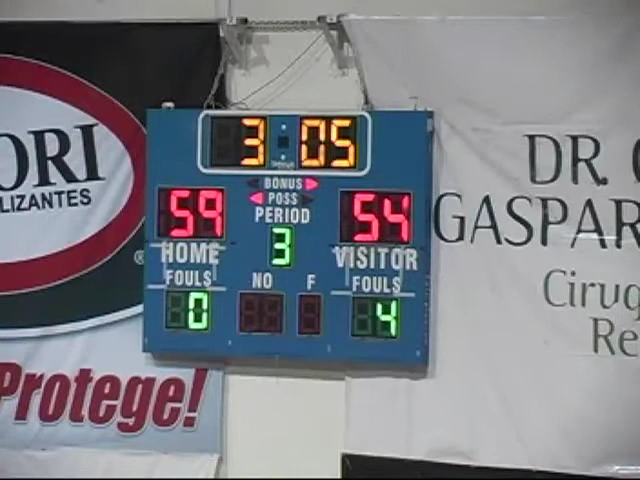 3 05
BONUS
POSS
59 PERIOD 54
HOME 3 VISITOR
FOULS NO F FOULS
0 4
ORI
LIZANTES
®
Protege!
DR.
GASPAR
Cirug
Re